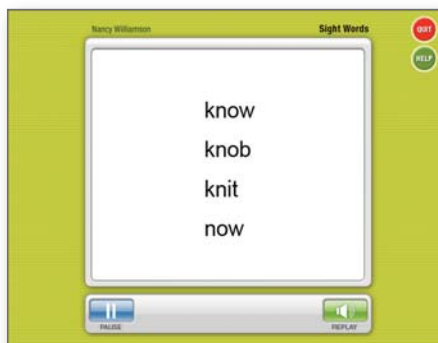 Nancy Williamson Sight Words QUIT
HELP
know
knob
knit
now
PAUSE REPLAY